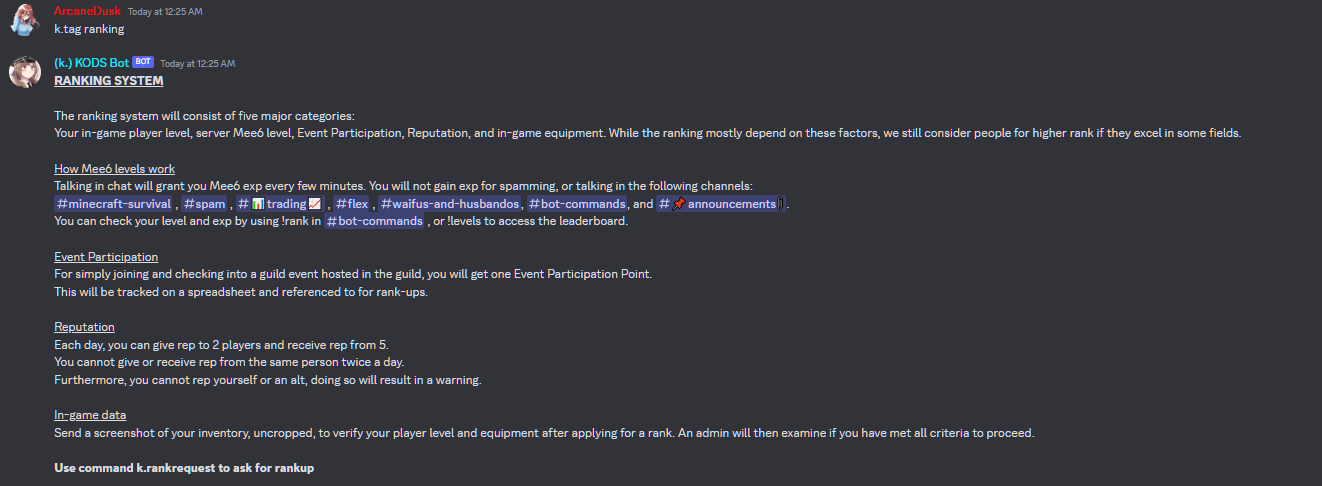 ArcaneDusk Today at 12:25 AM
k.tag ranking
(k.) KODS Bot BOT Today at 12:25 AM
RANKING SYSTEM
The ranking system will consist of five major categories:
Your in-game player level, server Mee6 level, Event Participation, Reputation, and in-game equipment. While the ranking mostly depend on these factors, we still consider people for higher rank if they excel in some fields.
How Mee6 levels work
Talking in chat will grant you Mee6 exp every few minutes. You will not gain exp for spamming, or talking in the following channels:
#minecraft-survival , #spam , #📊trading📈 , #flex , #waifus-and-husbandos, #bot-commands, and #📌announcements🖇.
You can check your level and exp by using !rank in #bot-commands , or !levels to access the leaderboard.
Event Participation
For simply joining and checking into a guild event hosted in the guild, you will get one Event Participation Point.
This will be tracked on a spreadsheet and referenced to for rank-ups.
Reputation
Each day, you can give rep to 2 players and receive rep from 5.
You cannot give or receive rep from the same person twice a day.
Furthermore, you cannot rep yourself or an alt, doing so will result in a warning.
In-game data
Send a screenshot of your inventory, uncropped, to verify your player level and equipment after applying for a rank. An admin will then examine if you have met all criteria to proceed.
Use command k.rankrequest to ask for rankup